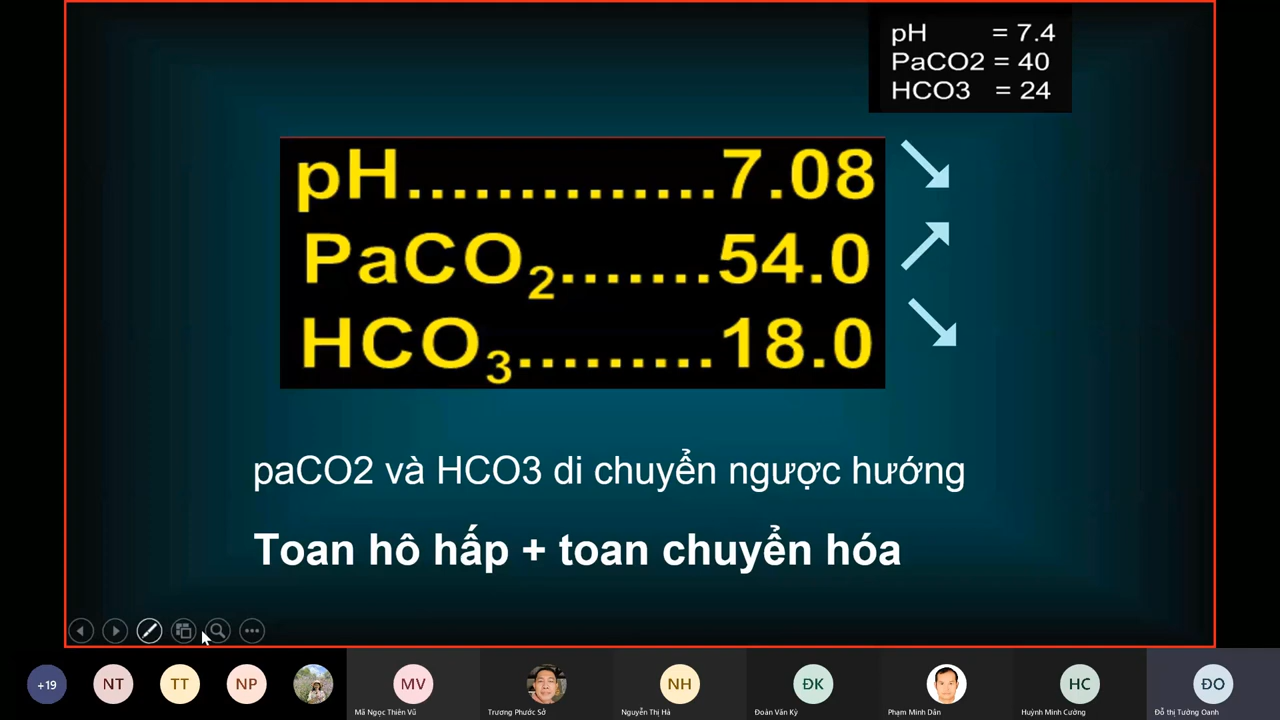 pH = 7.4
PaCO2 = 40
HCO3 = 24
pH..............7.08
PaCO2.......54.0
HCO3.........18.0
paCO2 và HCO3 di chuyển ngược hướng
Toan hô hấp + toan chuyển hóa
+19
NT
TT
NP
MV
NH
ĐK
HC
ĐO
Mã Ngọc Thiên Vũ
Trương Phước Sở
Nguyễn Thị Hà
Đoàn Văn Kỳ
Phạm Minh Dân
Huỳnh Minh Cường
Đỗ thị Tường Oanh